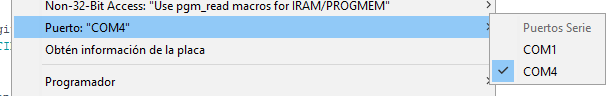 Non-32-Bit Access: "Use pgm_read macros for IRAM/PROGMEM"
Puerto: "COM4"
Obtén información de la placa
Programador
Puertos Serie
COM1
COM4